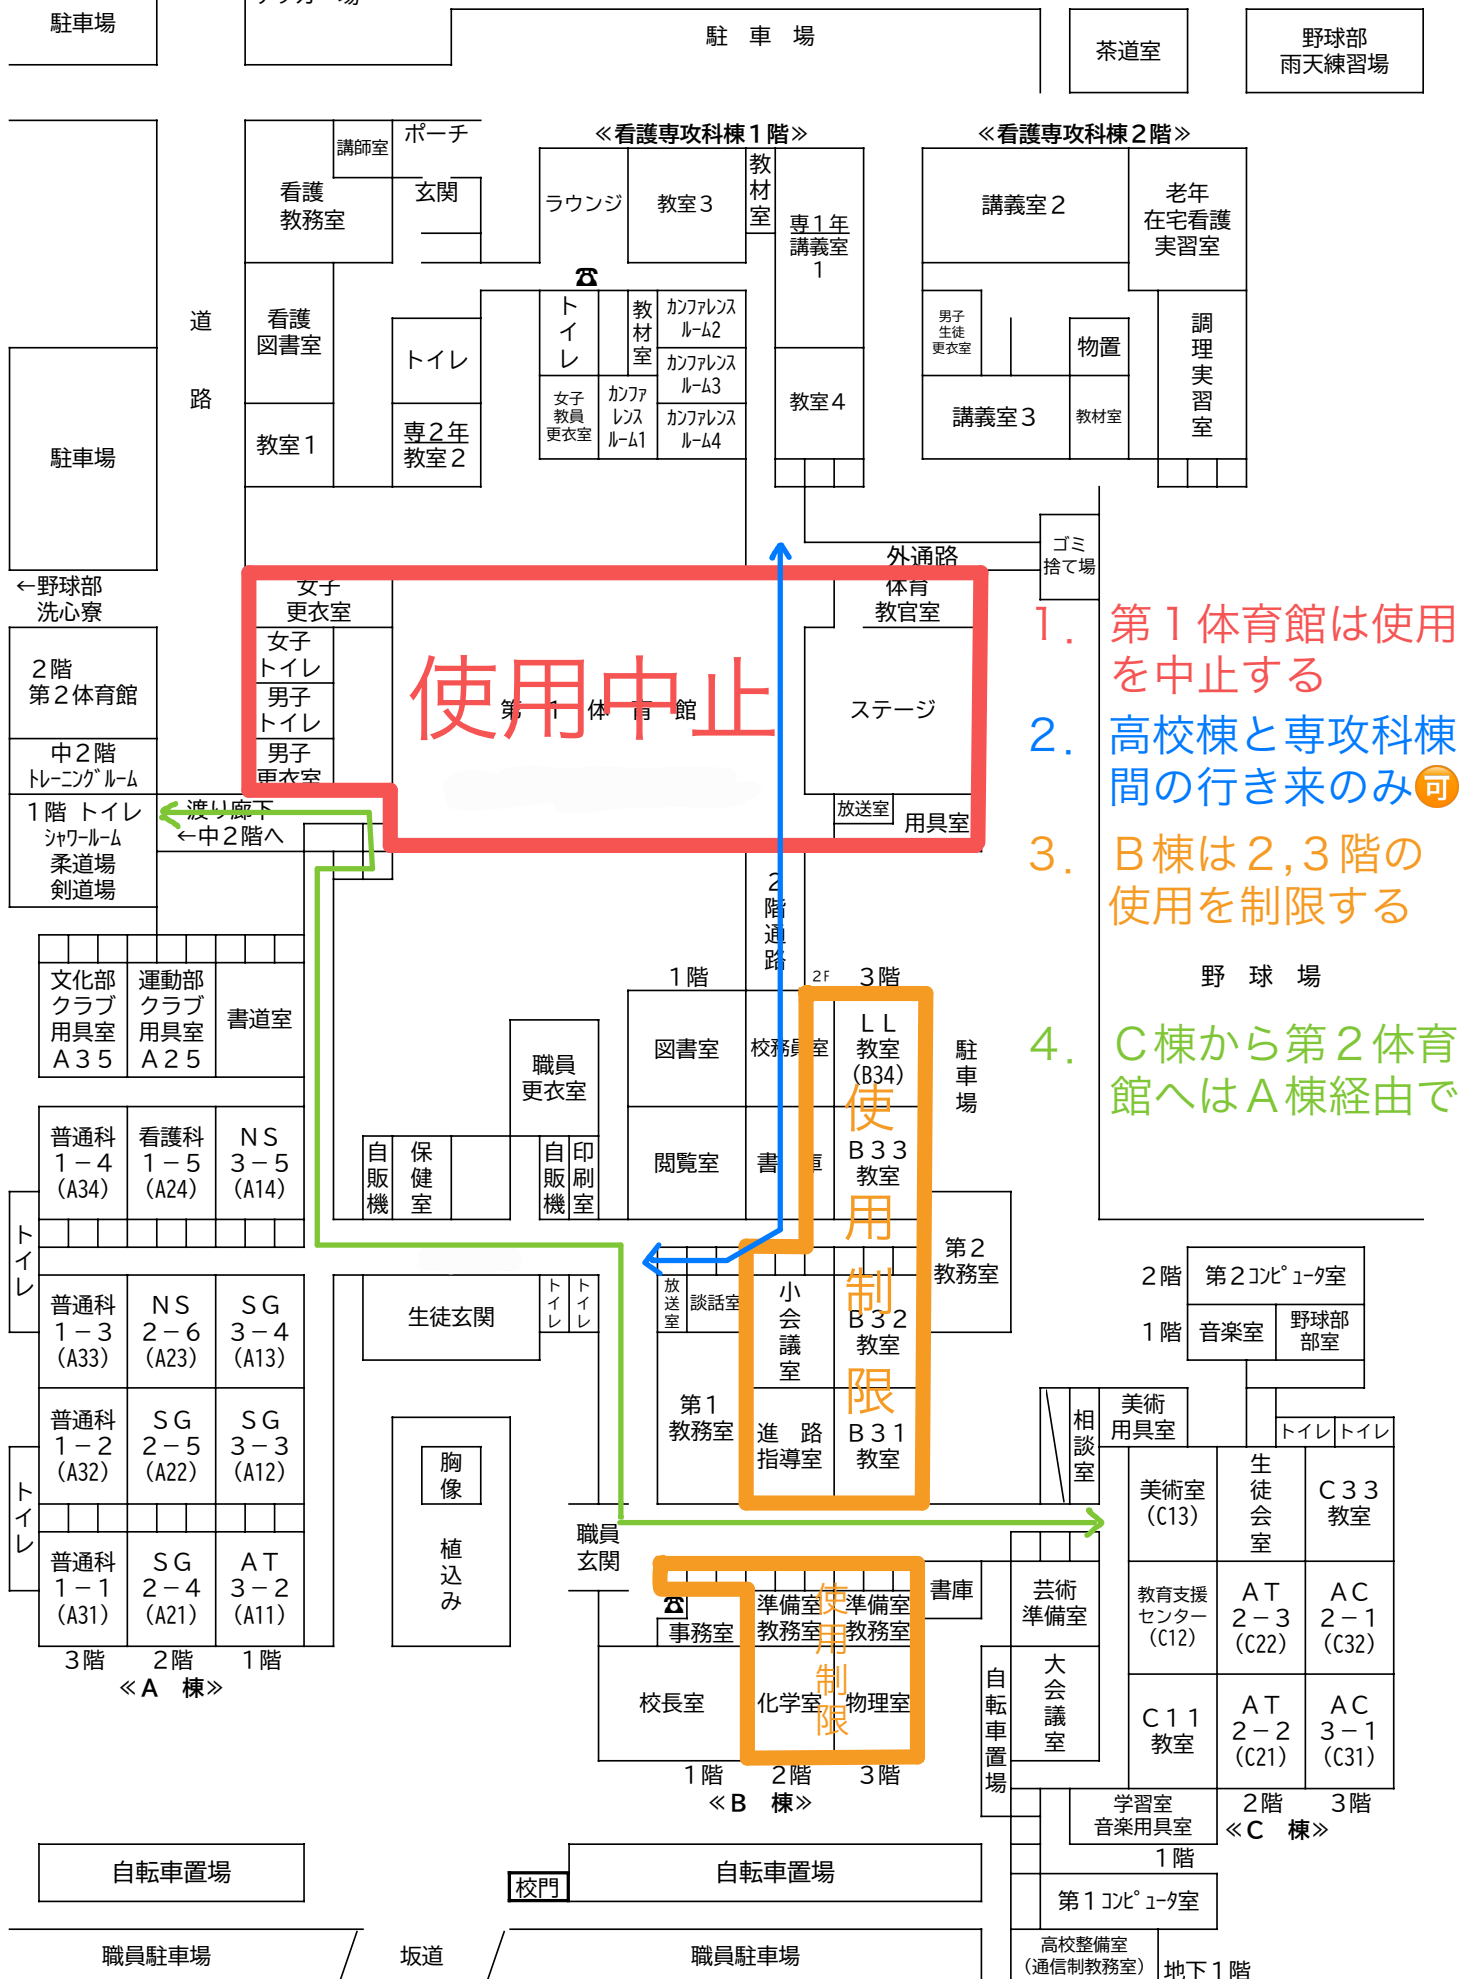 駐車場
駐 車 場
茶道室
野球部
雨天練習場
≪看護専攻科棟１階≫
≪看護専攻科棟２階≫
講師室
ポーチ
看護
教務室
玄関
ラウンジ
教室３
教材室
専１年
講義室
１
講義室２
老年
在宅看護
実習室
道路
看護
図書室
トイレ
☎
トイレ
教材室
ｶﾝﾌｧﾚﾝｽ
ﾙｰﾑ2
ｶﾝﾌｧﾚﾝｽ
ﾙｰﾑ3
ｶﾝﾌｧﾚﾝｽ
ﾙｰﾑ4
女子
教員
更衣室
ｶﾝﾌｧ
ﾚﾝｽ
ﾙｰﾑ1
教室４
男子
生徒
更衣室
物置
調理実習室
講義室３
教材室
駐車場
教室１
専２年
教室２
外通路
ゴミ
捨て場
←野球部
洗心寮
女子
更衣室
体育
教官室
女子
トイレ
男子
トイレ
男子
更衣室
２階
第２体育館
中２階
ﾄﾚｰﾆﾝｸﾞﾙｰﾑ
１階 トイレ
ｼｬﾜｰﾙｰﾑ
柔道場
剣道場
渡り廊下
←中２階へ
使用中止
第 １ 体 育 館
ステージ
放送室
用具室
1. 第１体育館は使用
を中止する
2. 高校棟と専攻科棟
間の行き来のみ🉑
3. Ｂ棟は２,３階の
使用を制限する
野 球 場
4. Ｃ棟から第２体育
館へはＡ棟経由で
２階通路
１階
2F
３階
文化部
クラブ
用具室
Ａ３５
運動部
クラブ
用具室
Ａ２５
書道室
職員
更衣室
図書室
校務員室
ＬＬ
教室
(B34)
駐車場
普通科
１－４
(A34)
看護科
１－５
(A24)
ＮＳ
３－５
(A14)
自販機
保健室
自販機
印刷室
閲覧室
書庫
Ｂ３３
教室
使用制限
トイレ
第２
教務室
普通科
１－３
(A33)
ＮＳ
２－６
(A23)
ＳＧ
３－４
(A13)
生徒玄関
トイレ
トイレ
放送室
談話室
小会議室
Ｂ３２
教室
２階
第２ｺﾝﾋﾟｭｰﾀ室
１階
音楽室
野球部
部室
普通科
１－２
(A32)
ＳＧ
２－５
(A22)
ＳＧ
３－３
(A12)
胸像
第１
教務室
進 路
指導室
Ｂ３１
教室
相談室
美術
用具室
トイレ
トイレ
トイレ
美術室
(C13)
生徒会室
Ｃ３３
教室
普通科
１－１
(A31)
ＳＧ
２－４
(A21)
ＡＴ
３－２
(A11)
植込み
職員
玄関
☎
事務室
準備室
教務室
準備室
教務室
使用制限
書庫
芸術
準備室
教育支援
センター
(C12)
ＡＴ
２－３
(C22)
ＡＣ
２－１
(C32)
３階
２階
１階
≪Ａ 棟≫
校長室
化学室
物理室
自転車置場
大会議室
Ｃ１１
教室
ＡＴ
２－２
(C21)
ＡＣ
３－１
(C31)
１階
２階
３階
≪Ｂ 棟≫
学習室
音楽用具室
２階
３階
≪Ｃ 棟≫
１階
自転車置場
校門
自転車置場
第１ｺﾝﾋﾟｭｰﾀ室
職員駐車場
坂道
職員駐車場
高校整備室
（通信制教務室）
地下１階